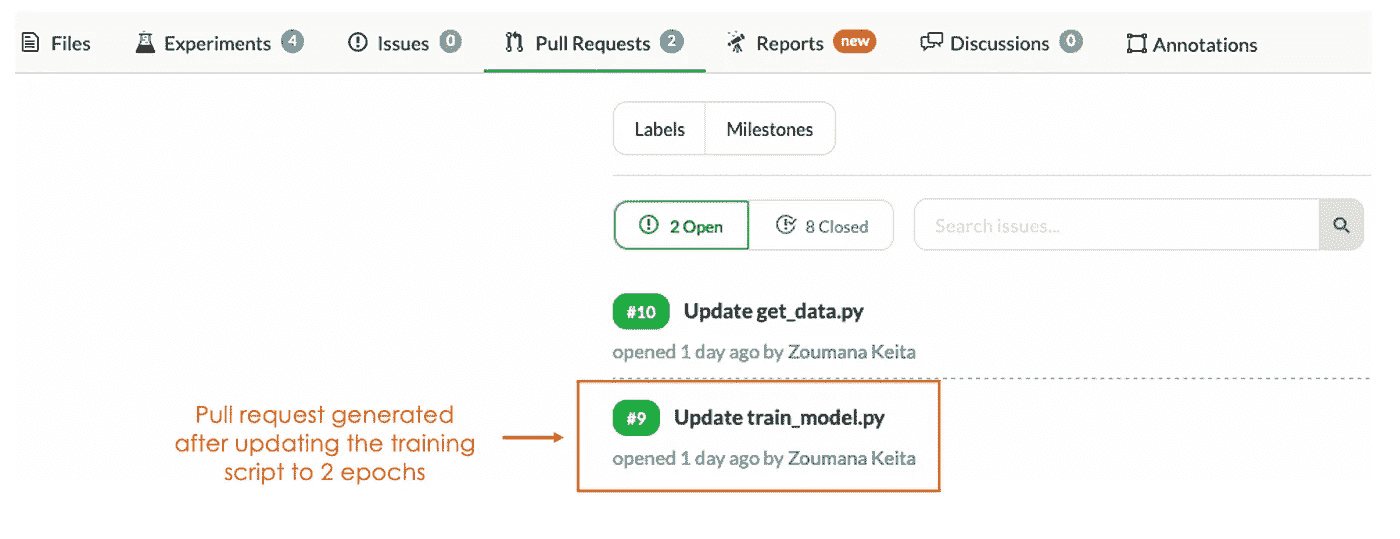 Files Experiments 4 Issues 0 Pull Requests 2 Reports new Discussions 0 Annotations
Labels Milestones
2 Open 8 Closed Search issues...
#10 Update get_data.py
opened 1 day ago by Zoumana Keita
Pull request generated
after updating the training
script to 2 epochs
#9 Update train_model.py
opened 1 day ago by Zoumana Keita